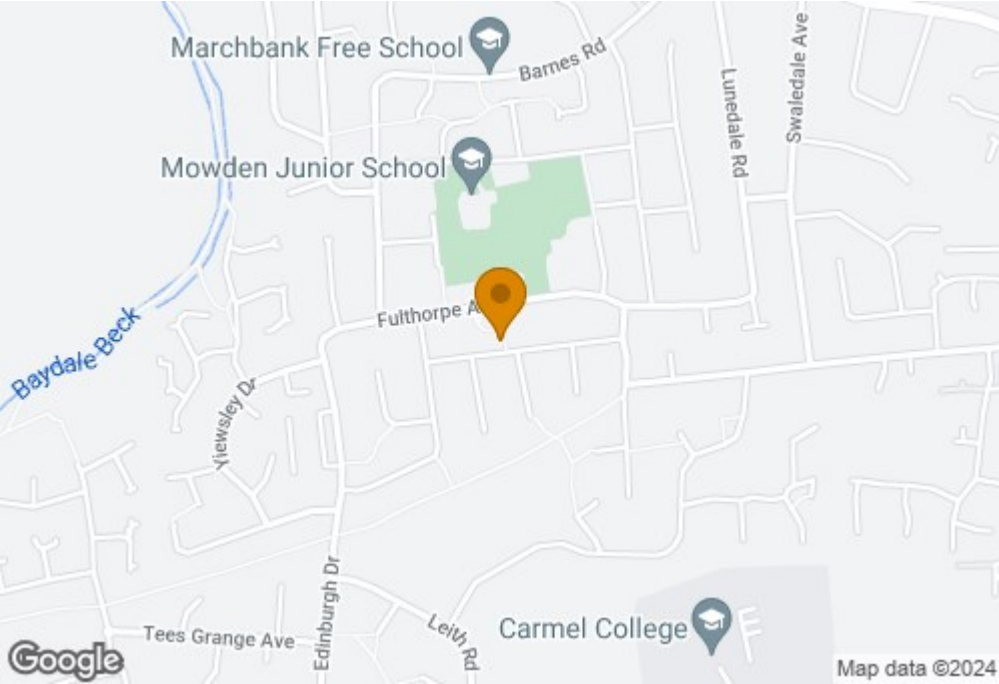 Marchbank Free School
Barnes Rd
Swaledale Ave
Lunedale Rd
Mowden Junior School
Fulthorpe A
Baydale Beck
Yiewsley Dr
Edinburgh Dr
Tees Grange Ave
Leith Rd
Carmel College
Google
Map data ©2024